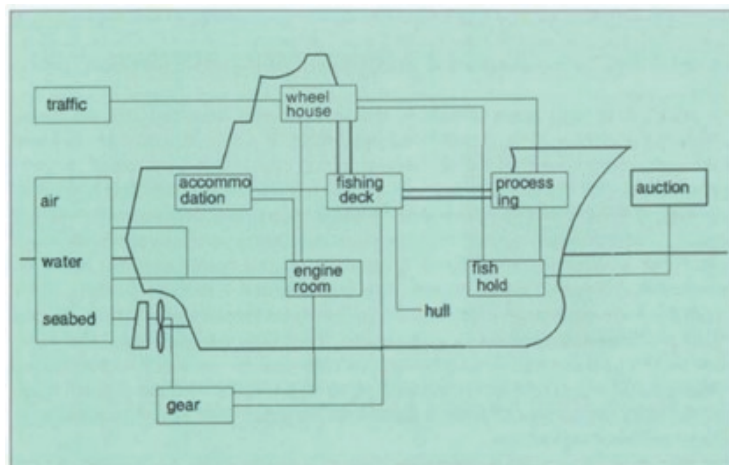 traffic
wheel
house
accommo
dation
fishing
deck
process
ing
auction
air
water
seabed
engine
room
fish
hold
hull
gear